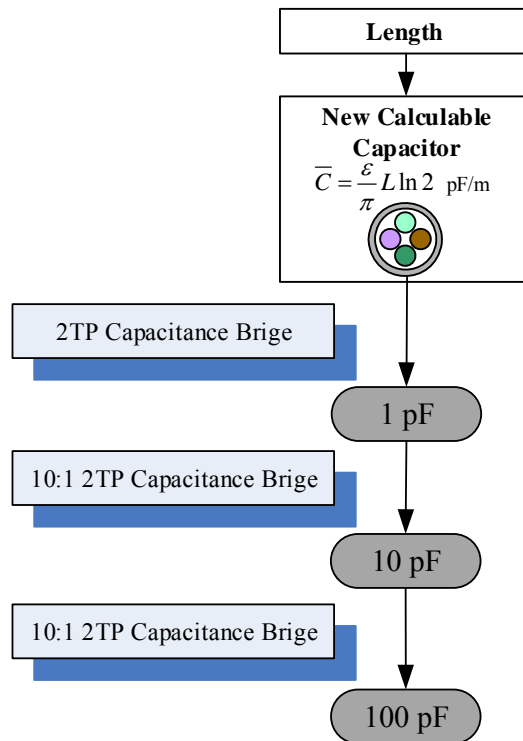 Length
New Calculable
Capacitor
C̅ = ε/π L ln 2 pF/m
2TP Capacitance Brige
1 pF
10:1 2TP Capacitance Brige
10 pF
10:1 2TP Capacitance Brige
100 pF